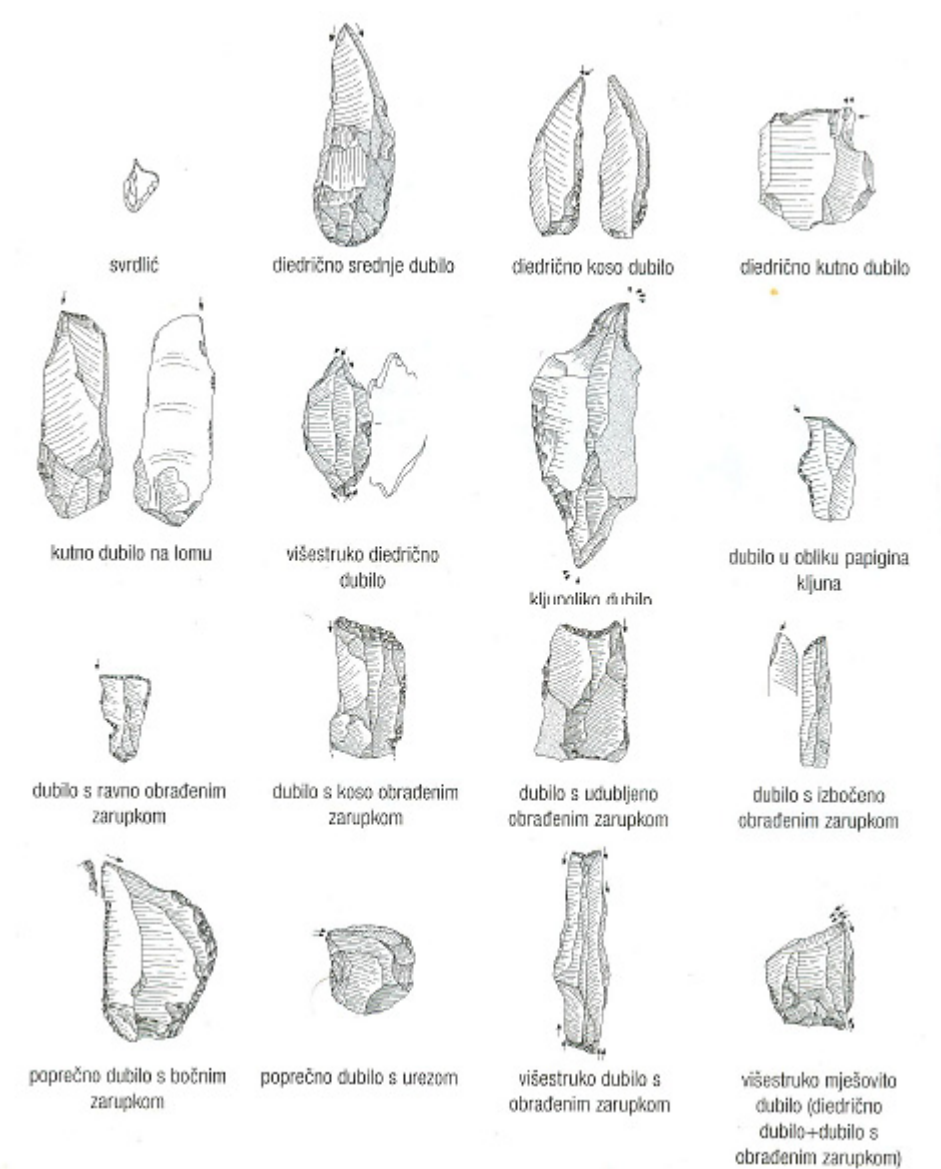 svrdlić
diedrično srednje dubilo
diedrično koso dubilo
diedrično kutno dubilo
kutno dubilo na lomu
višestruko diedrično
dubilo
kljunoliko dubilo
dubilo u obliku papigina
kljuna
dubilo s ravno obrađenim
zarupkom
dubilo s koso obrađenim
zarupkom
dubilo s udubljeno
obrađenim zarupkom
dubilo s izbočeno
obrađenim zarupkom
poprečno dubilo s bočnim
zarupkom
poprečno dubilo s urezom
višestruko dubilo s
obrađenim zarupkom
višestruko mješovito
dubilo (diedrično
dubilo+dubilo s
obrađenim zarupkom)